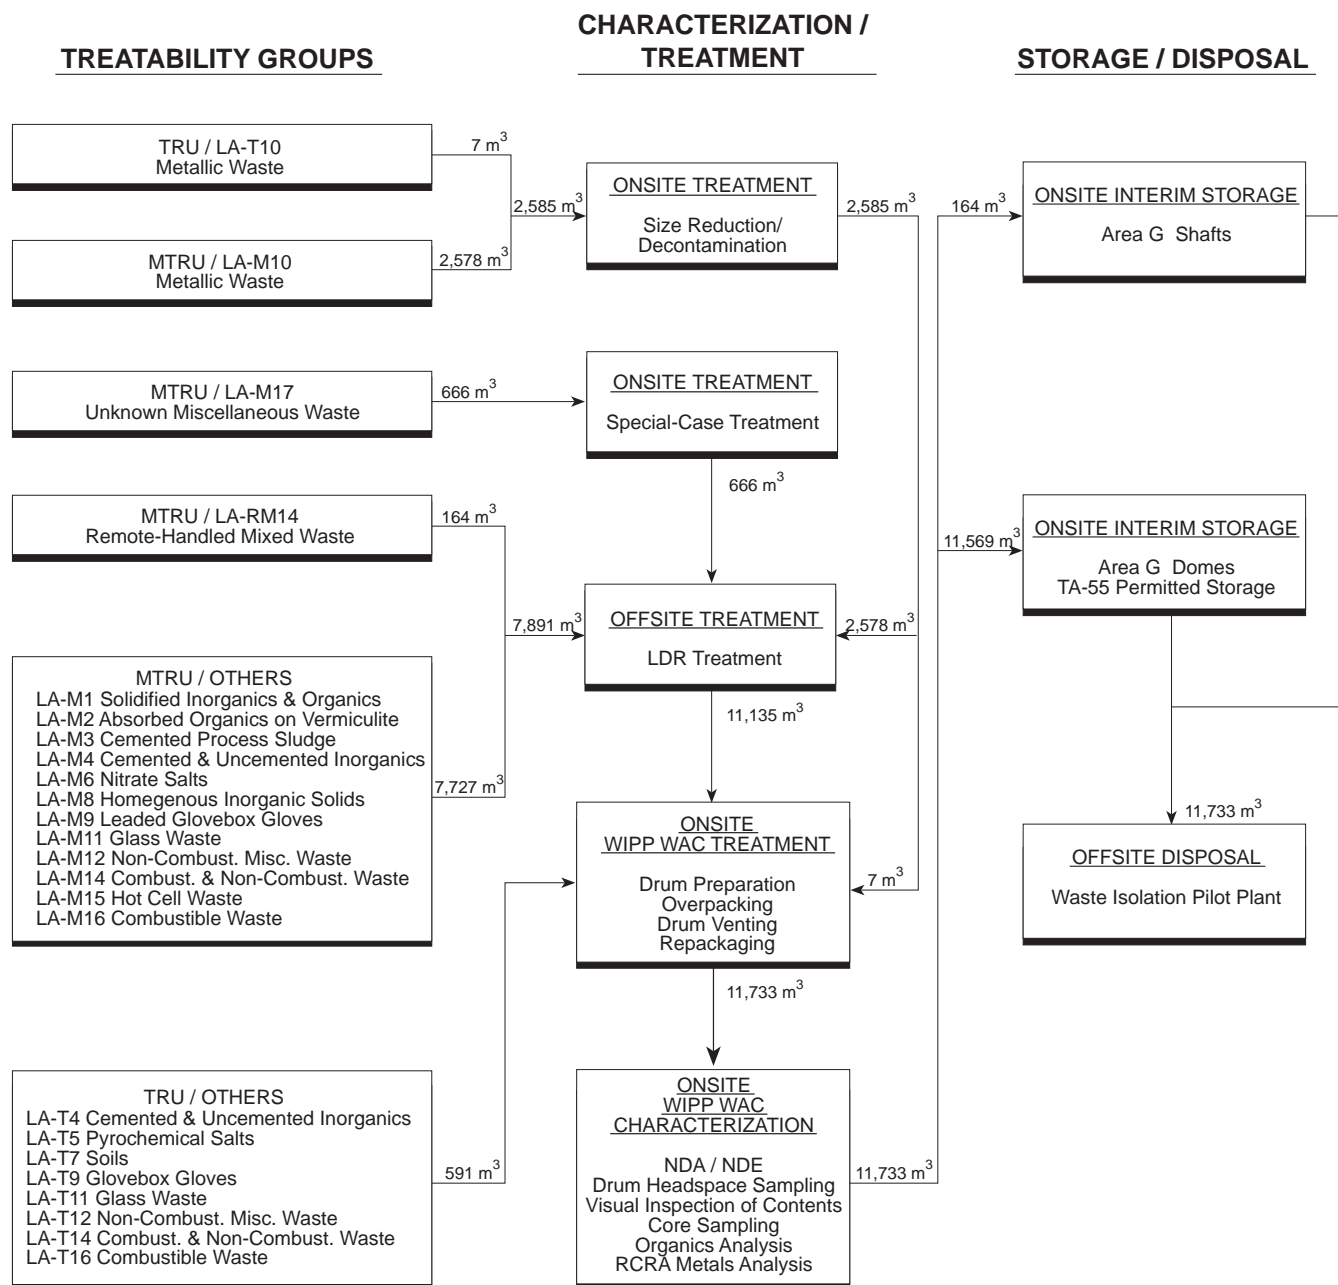 TREATABILITY GROUPS
CHARACTERIZATION /
TREATMENT
STORAGE / DISPOSAL
TRU / LA-T10
Metallic Waste
7 m³
MTRU / LA-M10
Metallic Waste
2,578 m³
2,585 m³
ONSITE TREATMENT
Size Reduction/
Decontamination
2,585 m³
164 m³
ONSITE INTERIM STORAGE
Area G Shafts
MTRU / LA-M17
Unknown Miscellaneous Waste
666 m³
ONSITE TREATMENT
Special-Case Treatment
666 m³
MTRU / LA-RM14
Remote-Handled Mixed Waste
164 m³
7,891 m³
OFFSITE TREATMENT
LDR Treatment
2,578 m³
11,135 m³
11,569 m³
ONSITE INTERIM STORAGE
Area G Domes
TA-55 Permitted Storage
MTRU / OTHERS
LA-M1 Solidified Inorganics & Organics
LA-M2 Absorbed Organics on Vermiculite
LA-M3 Cemented Process Sludge
LA-M4 Cemented & Uncemented Inorganics
LA-M6 Nitrate Salts
LA-M8 Homegenous Inorganic Solids
LA-M9 Leaded Glovebox Gloves
LA-M11 Glass Waste
LA-M12 Non-Combust. Misc. Waste
LA-M14 Combust. & Non-Combust. Waste
LA-M15 Hot Cell Waste
LA-M16 Combustible Waste
7,727 m³
ONSITE
WIPP WAC TREATMENT
Drum Preparation
Overpacking
Drum Venting
Repackaging
7 m³
11,733 m³
11,733 m³
OFFSITE DISPOSAL
Waste Isolation Pilot Plant
TRU / OTHERS
LA-T4 Cemented & Uncemented Inorganics
LA-T5 Pyrochemical Salts
LA-T7 Soils
LA-T9 Glovebox Gloves
LA-T11 Glass Waste
LA-T12 Non-Combust. Misc. Waste
LA-T14 Combust. & Non-Combust. Waste
LA-T16 Combustible Waste
591 m³
ONSITE
WIPP WAC
CHARACTERIZATION
NDA / NDE
Drum Headspace Sampling
Visual Inspection of Contents
Core Sampling
Organics Analysis
RCRA Metals Analysis
11,733 m³